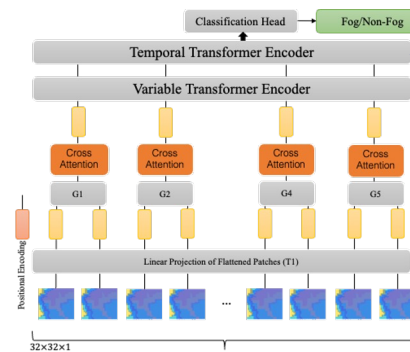 Classification Head
Fog/Non-Fog
Temporal Transformer Encoder
Variable Transformer Encoder
Cross
Attention
Cross
Attention
Cross
Attention
Cross
Attention
G1
G2
G4
G5
Positional Encoding
Linear Projection of Flattened Patches (T1)
...
32×32×1